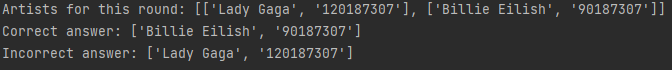 Artists for this round: [['Lady Gaga', '120187307'], ['Billie Eilish', '90187307']]
Correct answer: ['Billie Eilish', '90187307']
Incorrect answer: ['Lady Gaga', '120187307']